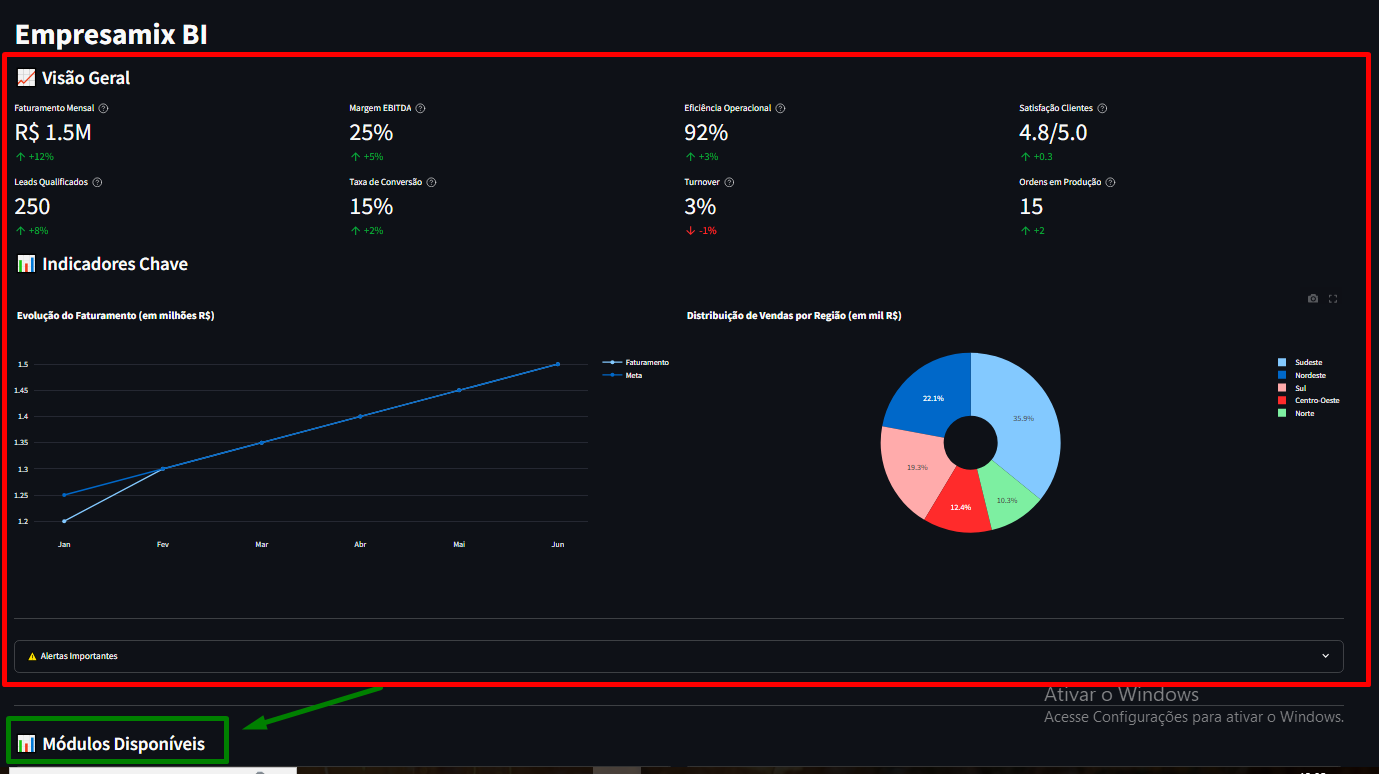 Empresamix BI
Visão Geral
Faturamento Mensal
Margem EBITDA
Eficiência Operacional
Satisfação Clientes
R$ 1.5M
25%
92%
4.8/5.0
+12%
+5%
+3%
+0.3
Leads Qualificados
Taxa de Conversão
Turnover
Ordens em Produção
250
15%
3%
15
+8%
+2%
-1%
+2
Indicadores Chave
Evolução do Faturamento (em milhões R$)
1.5
1.45
1.4
1.35
1.3
1.25
1.2
Jan
Fev
Mar
Abr
Mai
Jun
Faturamento
Meta
Distribuição de Vendas por Região (em mil R$)
22.1%
35.9%
19.3%
12.4%
10.3%
Sudeste
Nordeste
Sul
Centro-Oeste
Norte
Alertas Importantes
Ativar o Windows
Acesse Configurações para ativar o Windows.
Módulos Disponíveis